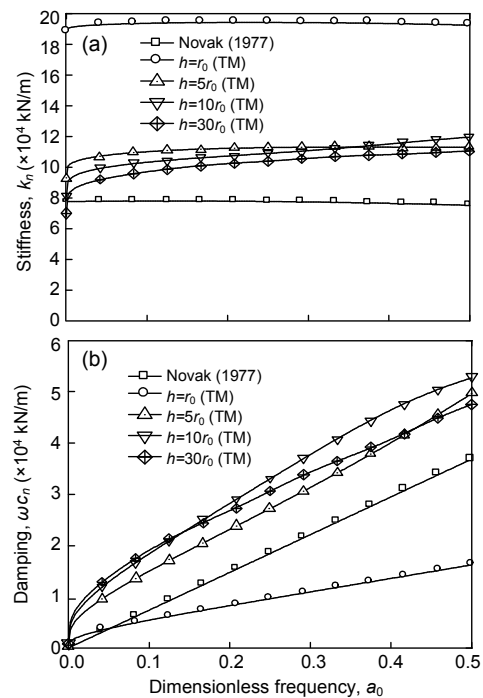 20
18
16
14
12
10
8
6
4
2
0
(a)
Novak (1977)
h=r0 (TM)
h=5r0 (TM)
h=10r0 (TM)
h=30r0 (TM)
Stiffness, kn (×10⁴ kN/m)
6
5
4
3
2
1
0
(b)
Novak (1977)
h=r0 (TM)
h=5r0 (TM)
h=10r0 (TM)
h=30r0 (TM)
Damping, ωcn (×10⁴ kN/m)
0.0 0.1 0.2 0.3 0.4 0.5
Dimensionless frequency, a0